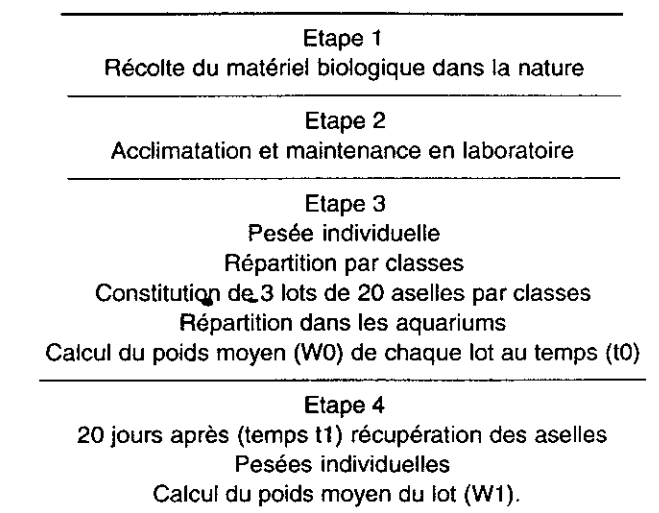 Etape 1
Récolte du matériel biologique dans la nature
Etape 2
Acclimatation et maintenance en laboratoire
Etape 3
Pesée individuelle
Répartition par classes
Constitution de 3 lots de 20 aselles par classes
Répartition dans les aquariums
Calcul du poids moyen (W0) de chaque lot au temps (t0)
Etape 4
20 jours après (temps t1) récupération des aselles
Pesées individuelles
Calcul du poids moyen du lot (W1).